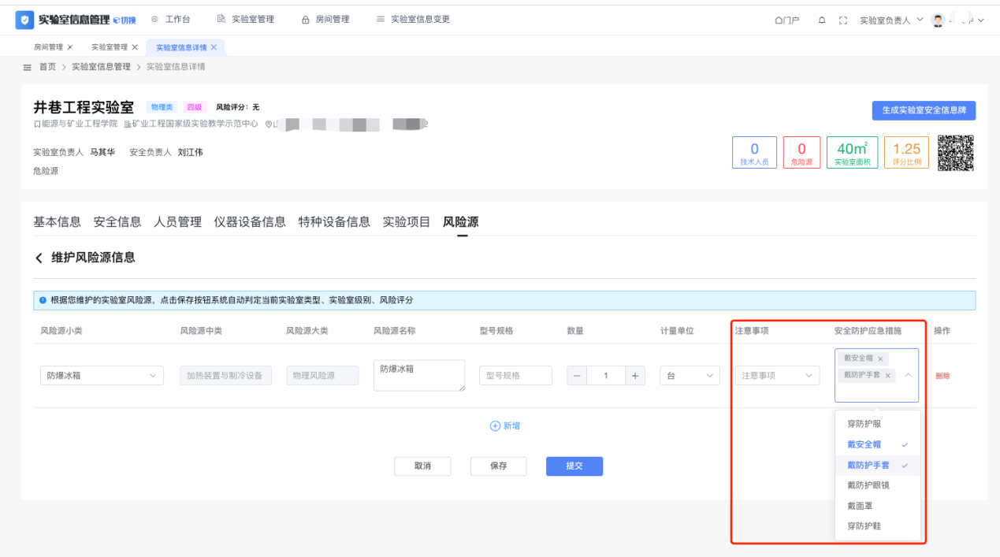 实验室信息管理 切换 工作台 实验室管理 房间管理 实验室信息变更 门户 实验室负责人
房间管理 实验室管理 实验室信息详情
首页 > 实验室信息管理 > 实验室信息详情
井巷工程实验室 物理类 四级 风险评分：无 生成实验室安全信息牌
能源与矿业工程学院 矿业工程国家级实验教学示范中心
实验室负责人 马其华 安全负责人 刘江伟
危险源
0 0 40㎡ 1.25
技术人员 危险源 实验室面积 评分比例
基本信息 安全信息 人员管理 仪器设备信息 特种设备信息 实验项目 风险源
维护风险源信息
根据您维护的实验室风险源，点击保存按钮系统自动判定当前实验室类型、实验室级别、风险评分
风险源小类 风险源中类 风险源大类 风险源名称 型号规格 数量 计量单位 注意事项 安全防护应急措施 操作
防爆冰箱 加热装置与制冷设备 物理风险源 防爆冰箱 型号规格 1 台 注意事项 戴安全帽 戴防护手套 删除
新增
取消 保存 提交
穿防护服
戴安全帽
戴防护手套
戴防护眼镜
戴面罩
穿防护鞋